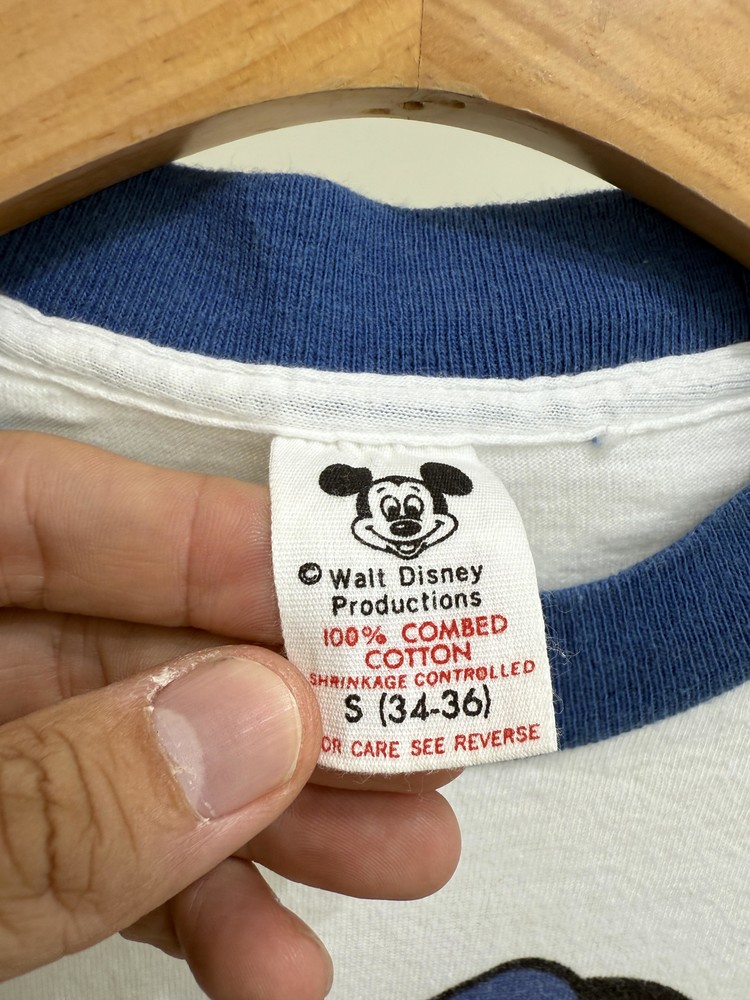 © Walt Disney
Productions
100% COMBED
COTTON
SHRINKAGE CONTROLLED
S (34-36)
OR CARE SEE REVERSE